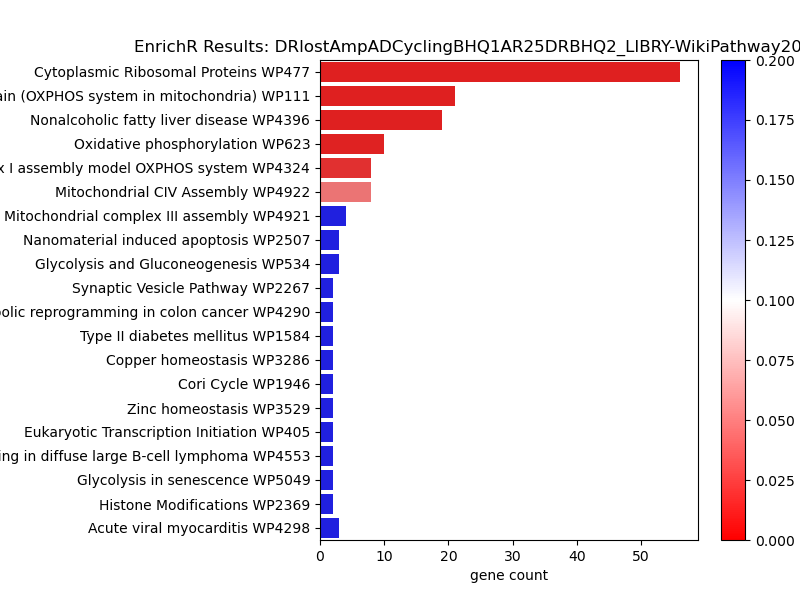 EnrichR Results: DRlostAmpADCyclingBHQ1AR25DRBHQ2_LIBRY-WikiPathway20
Cytoplasmic Ribosomal Proteins WP477
(OXPHOS system in mitochondria) WP111
Nonalcoholic fatty liver disease WP4396
Oxidative phosphorylation WP623
I assembly model OXPHOS system WP4324
Mitochondrial CIV Assembly WP4922
Mitochondrial complex III assembly WP4921
Nanomaterial induced apoptosis WP2507
Glycolysis and Gluconeogenesis WP534
Synaptic Vesicle Pathway WP2267
reprogramming in colon cancer WP4290
Type II diabetes mellitus WP1584
Copper homeostasis WP3286
Cori Cycle WP1946
Zinc homeostasis WP3529
Eukaryotic Transcription Initiation WP405
in diffuse large B-cell lymphoma WP4553
Glycolysis in senescence WP5049
Histone Modifications WP2369
Acute viral myocarditis WP4298
0 10 20 30 40 50
gene count
0.200
0.175
0.150
0.125
0.100
0.075
0.050
0.025
0.000